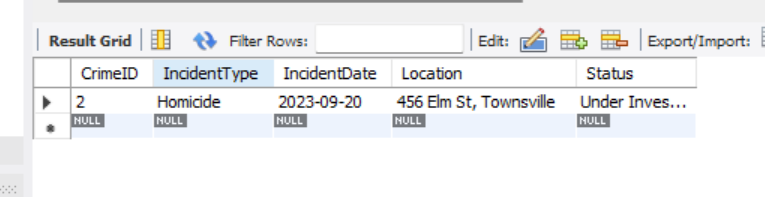 Result Grid Filter Rows: Edit: Export/Import:
CrimeID IncidentType IncidentDate Location Status
2 Homicide 2023-09-20 456 Elm St, Townsville Under Inves...
NULL NULL NULL NULL NULL